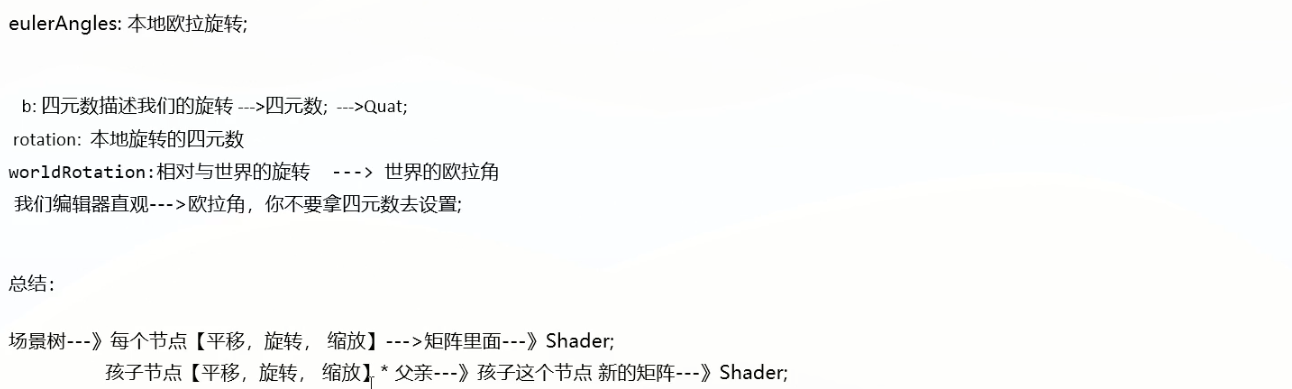 eulerAngles: 本地欧拉旋转;
b: 四元数描述我们的旋转 --->四元数; --->Quat;
rotation: 本地旋转的四元数
worldRotation:相对与世界的旋转 ---> 世界的欧拉角
我们编辑器直观--->欧拉角，你不要拿四元数去设置;
总结：
场景树---》每个节点【平移，旋转， 缩放】--->矩阵里面---》Shader;
孩子节点【平移，旋转， 缩放】* 父亲---》孩子这个节点 新的矩阵---》Shader;